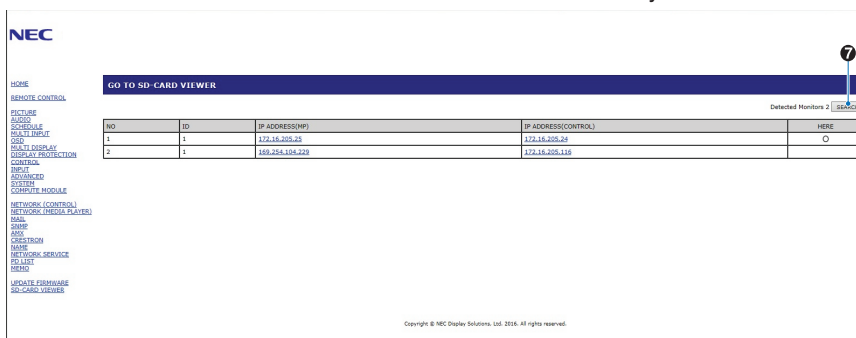 NEC
7
HOME
REMOTE CONTROL
PICTURE
AUDIO
SCHEDULE
MULTI INPUT
OSD
MULTI DISPLAY
DISPLAY PROTECTION
CONTROL
INPUT
ADVANCED
SYSTEM
COMPUTE MODULE
NETWORK (CONTROL)
NETWORK (MEDIA PLAYER)
MAIL
SNMP
AMX
CRESTRON
NAME
NETWORK SERVICE
PD LIST
MEMO
UPDATE FIRMWARE
SD-CARD VIEWER
GO TO SD-CARD VIEWER
Detected Monitors 2 SEARCH
NO ID IP ADDRESS(MP) IP ADDRESS(CONTROL) HERE
1 1 172.16.205.25 172.16.205.24 O
2 1 169.254.104.229 172.16.205.116
Copyright © NEC Display Solutions, Ltd. 2016. All rights reserved.